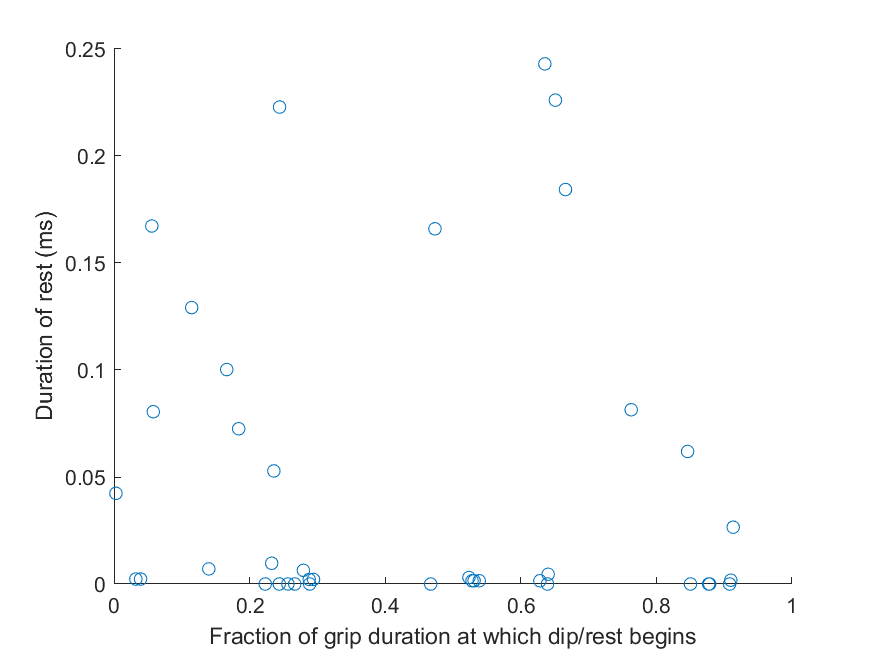 0.25
0.2
0.15
0.1
0.05
0
0 0.2 0.4 0.6 0.8 1
Duration of rest (ms)
Fraction of grip duration at which dip/rest begins